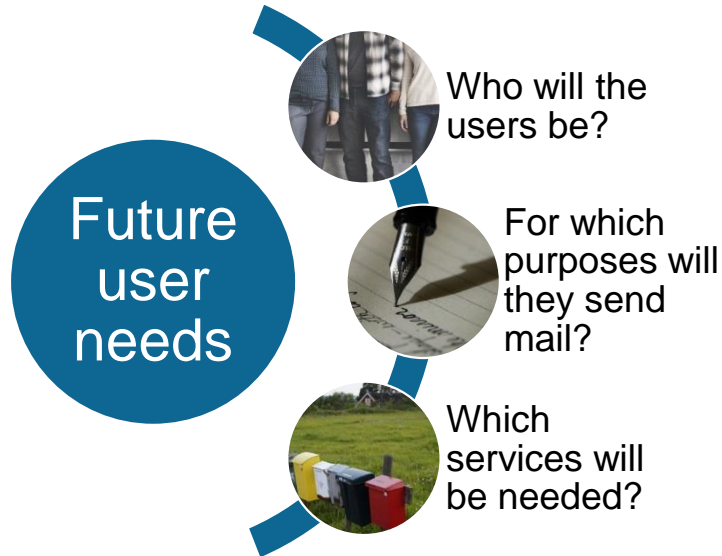 Future
user
needs
Who will the
users be?
For which
purposes will
they send
mail?
Which
services will
be needed?